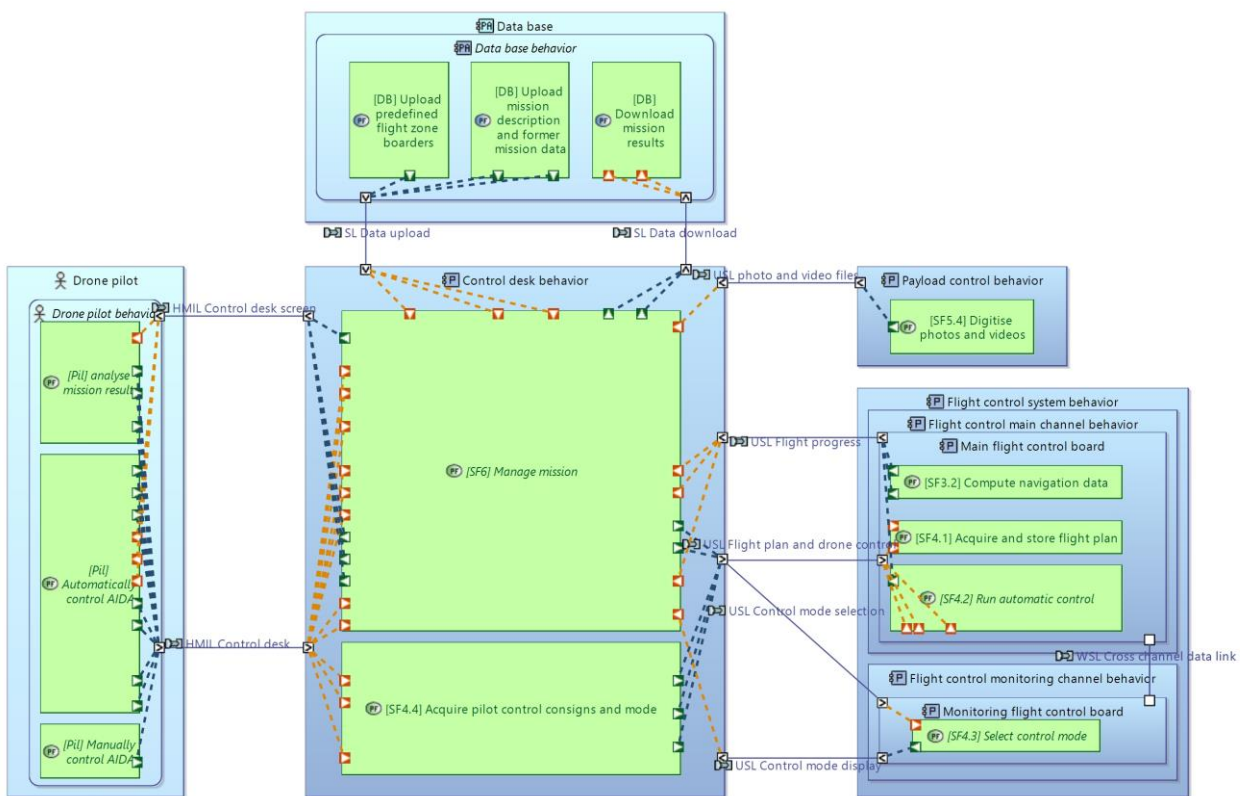 Data base
Data base behavior
[DB] Upload
predefined
flight zone
boarders
[DB] Upload
mission
description
and former
mission data
[DB]
Download
mission
results
SL Data upload
SL Data download
Drone pilot
Drone pilot behavior
HMIL Control desk screen
[Pil] analyse
mission result
[Pil]
Automatically
control AIDA
HMIL Control desk
[Pil] Manually
control AIDA
Control desk behavior
[SF6] Manage mission
[SF4.4] Acquire pilot control consigns and mode
USL photo and video files
Payload control behavior
[SF5.4] Digitise
photos and videos
Flight control system behavior
Flight control main channel behavior
USL Flight progress
Main flight control board
[SF3.2] Compute navigation data
[SF4.1] Acquire and store flight plan
USL Flight plan and drone control
[SF4.2] Run automatic control
USL Control mode selection
WSL Cross channel data link
Flight control monitoring channel behavior
Monitoring flight control board
[SF4.3] Select control mode
USL Control mode display